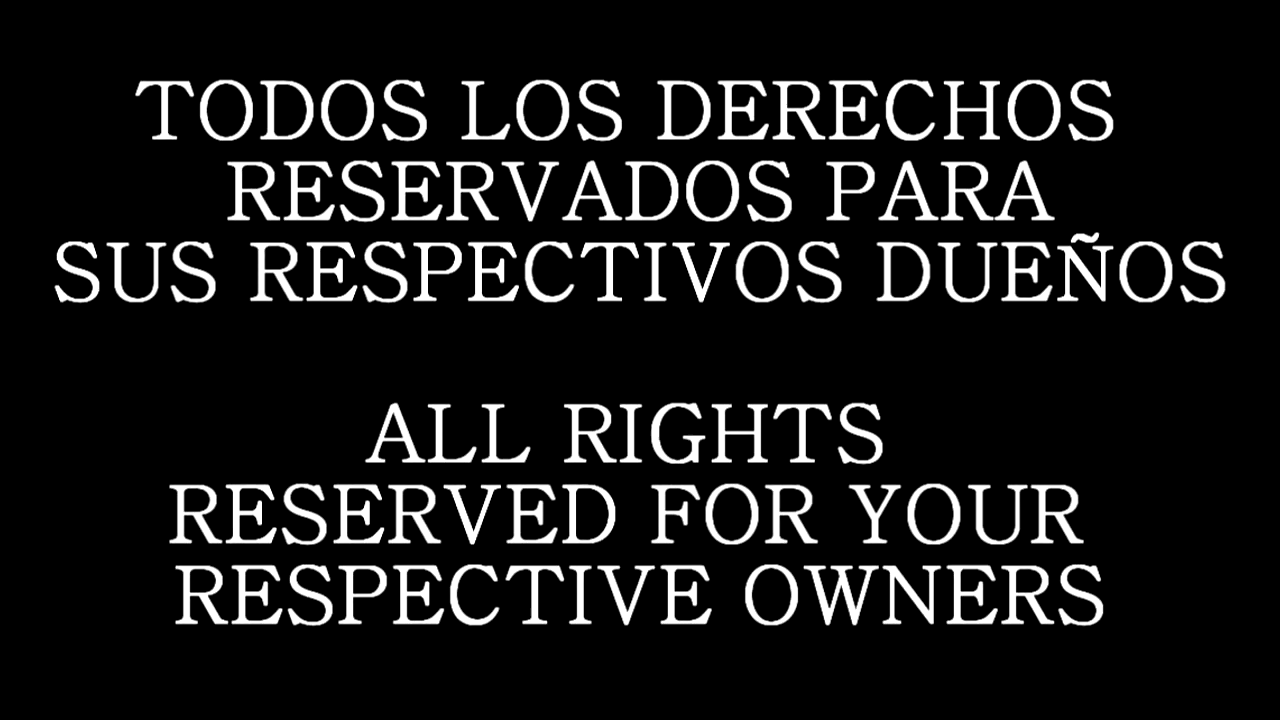 TODOS LOS DERECHOS
RESERVADOS PARA
SUS RESPECTIVOS DUEÑOS
ALL RIGHTS
RESERVED FOR YOUR
RESPECTIVE OWNERS